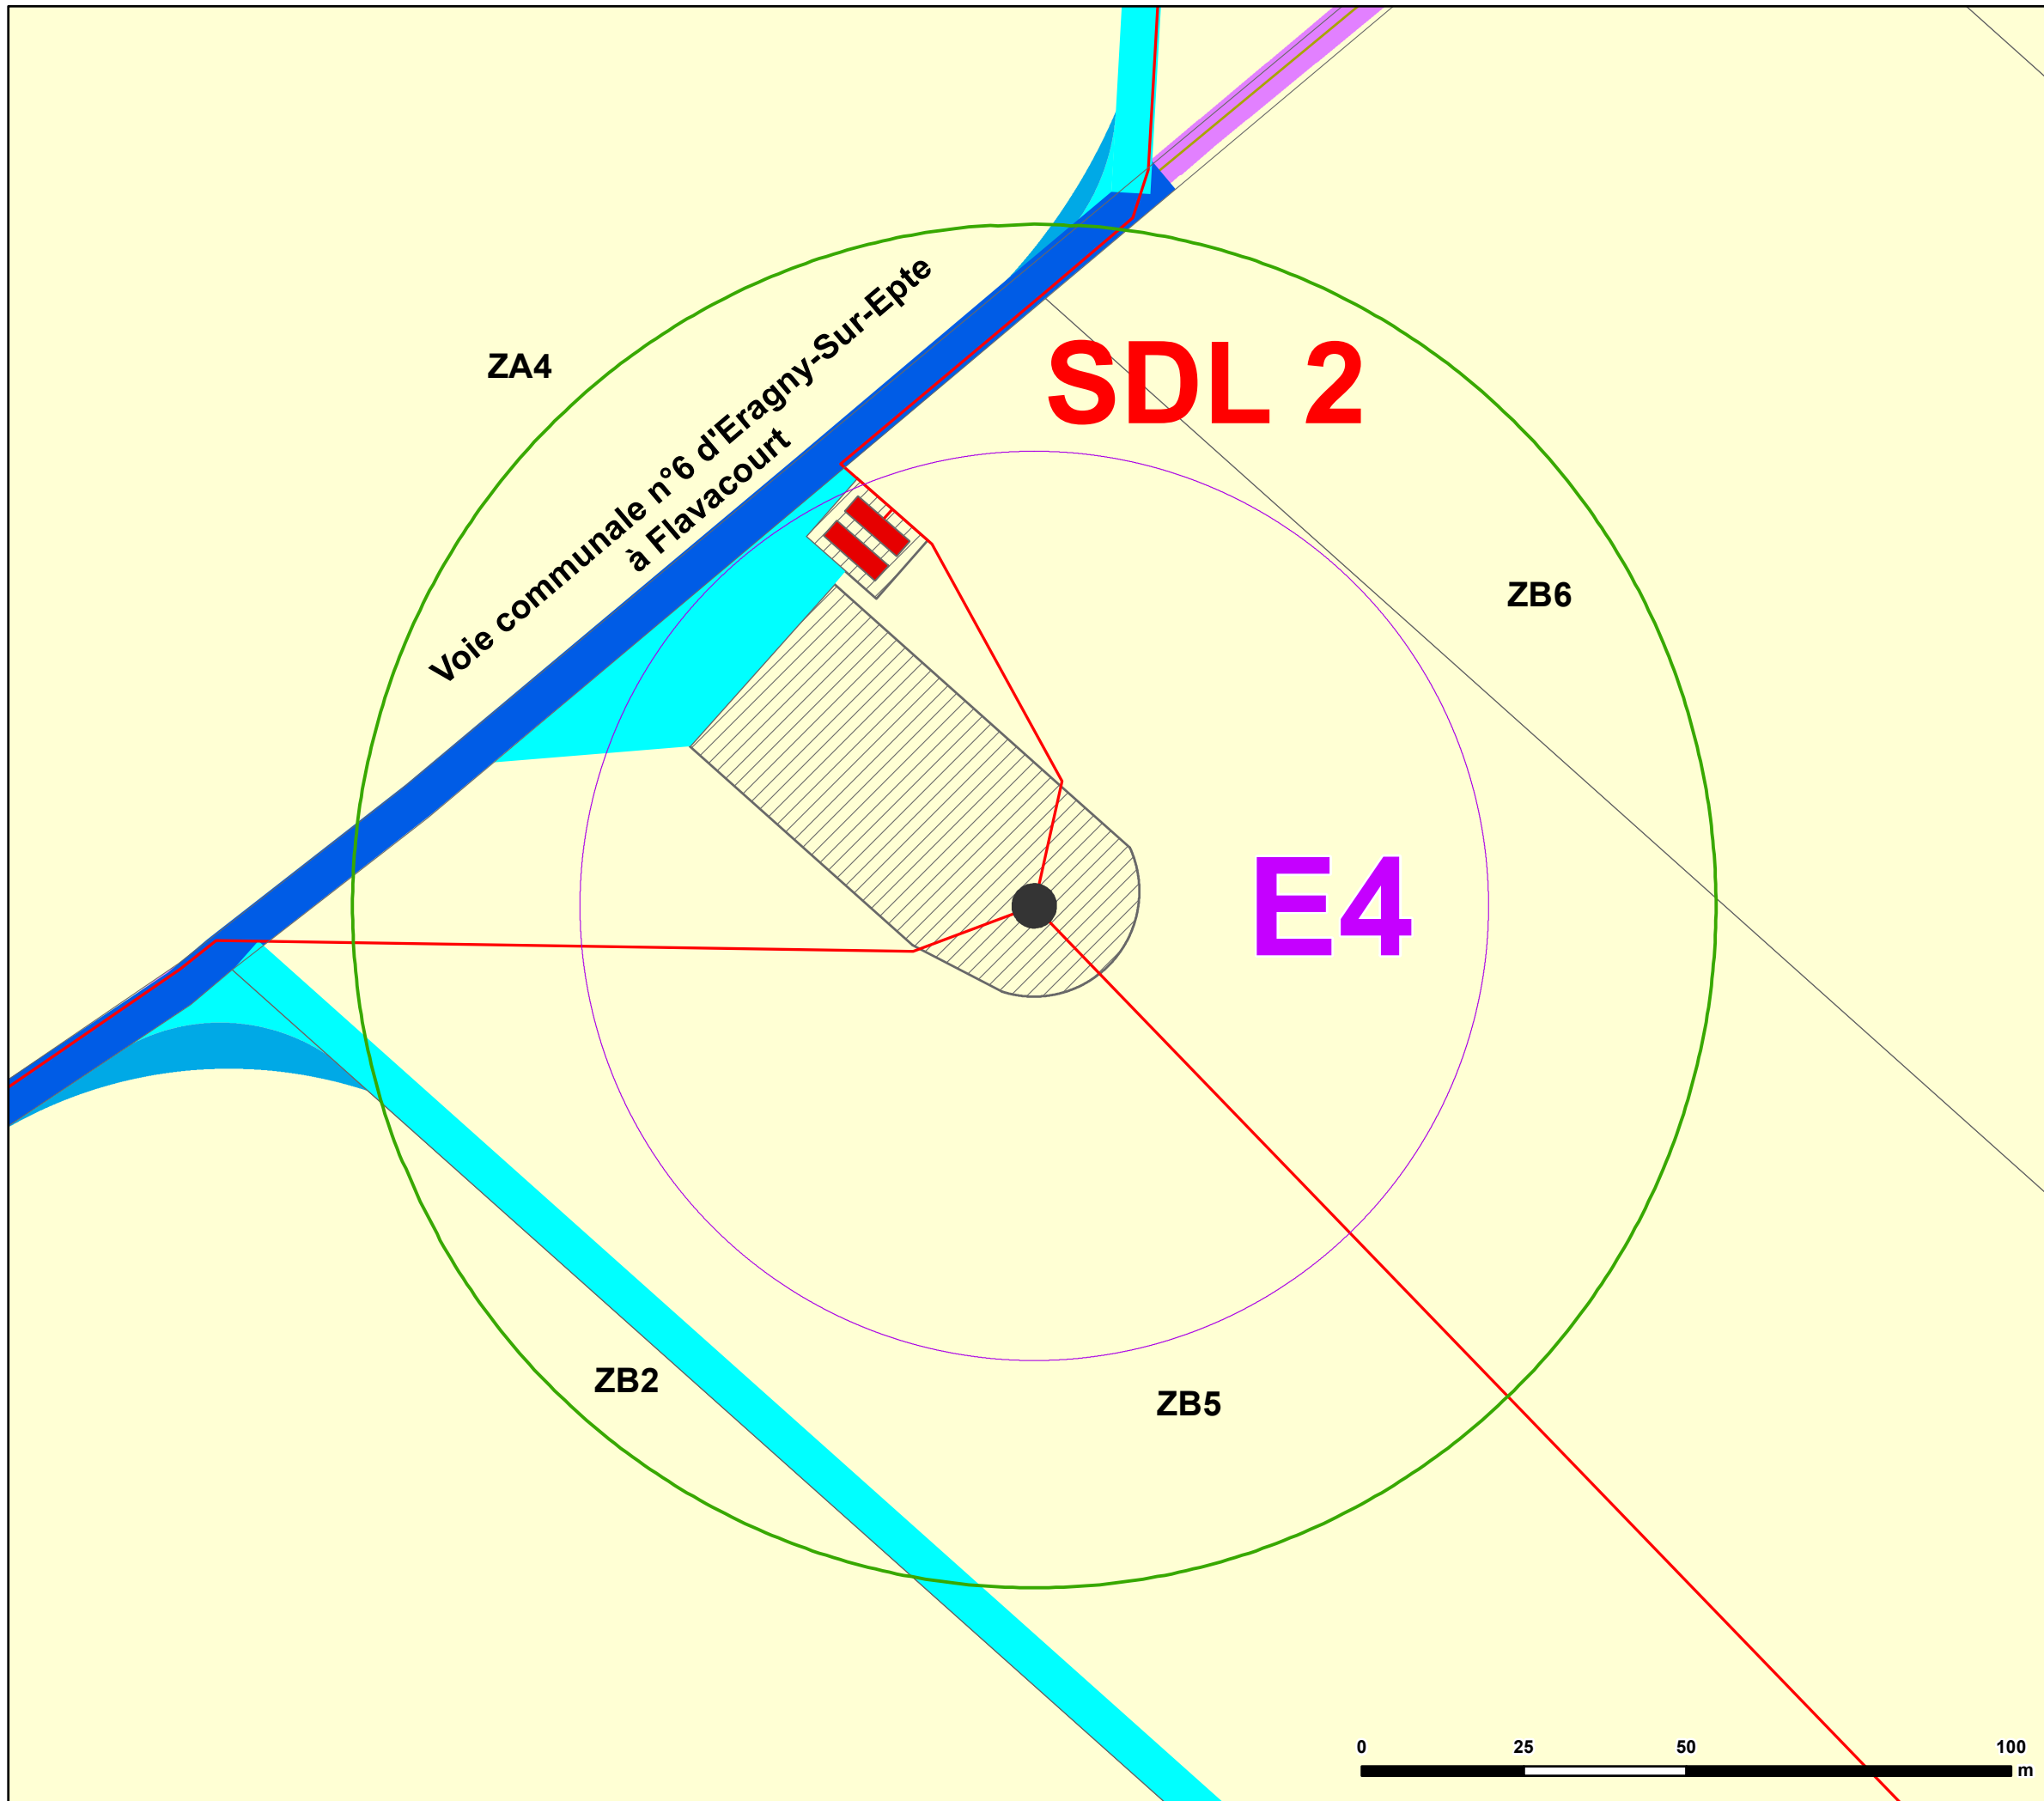 Voie communale n°6 d'Eragny-Sur-Epte
à Flavacourt
ZA4
SDL 2
ZB6
E4
ZB2
ZB5
0 25 50 100
m